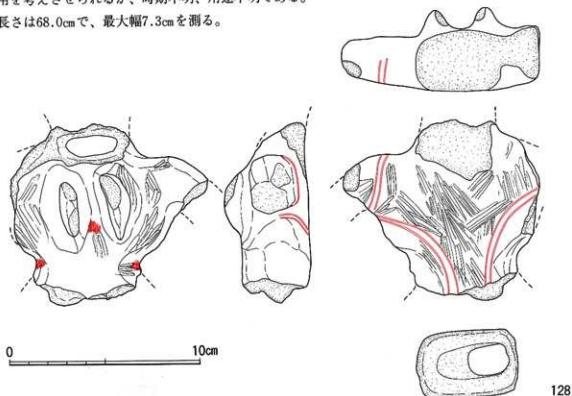 用を考えさせられるが、時期不明、用途不明である。
長さは68.0cmで、最大幅7.3cmを測る。
0 10cm
128